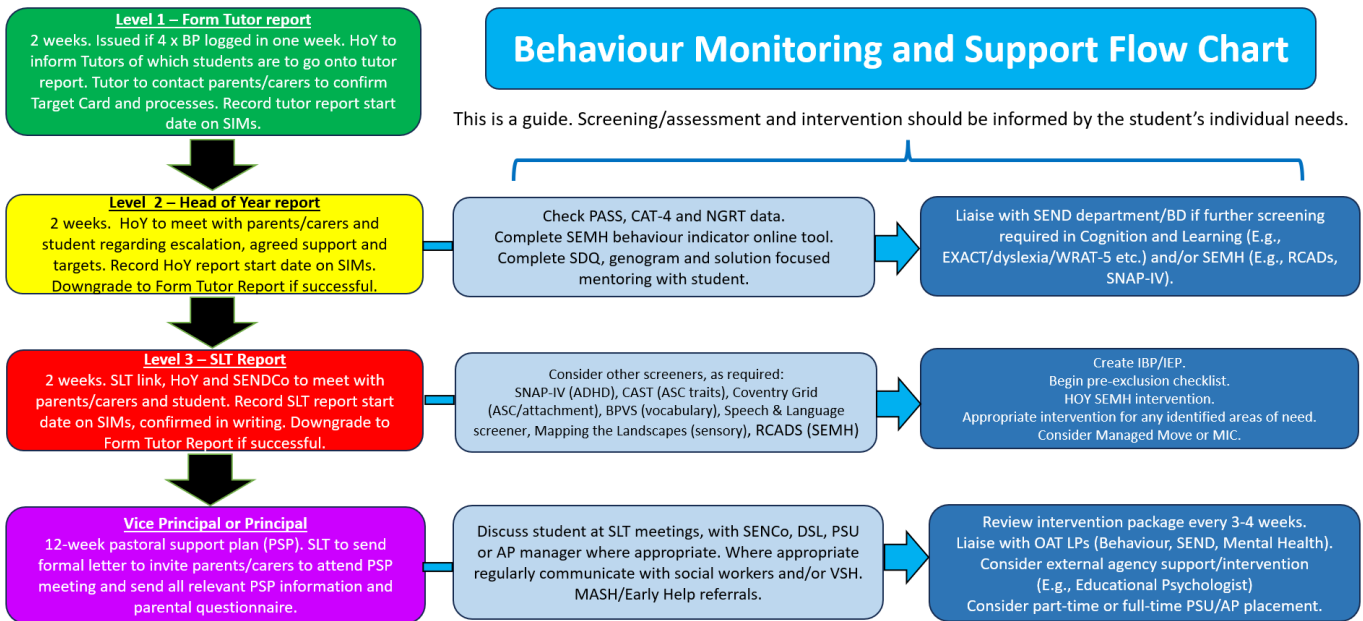 Level 1 – Form Tutor report
2 weeks. Issued if 4 x BP logged in one week. HoY to
inform Tutors of which students are to go onto tutor
report. Tutor to contact parents/carers to confirm
Target Card and processes. Record tutor report start
date on SIMs.
Behaviour Monitoring and Support Flow Chart
This is a guide. Screening/assessment and intervention should be informed by the student’s individual needs.
Level 2 – Head of Year report
2 weeks. HoY to meet with parents/carers and
student regarding escalation, agreed support and
targets. Record HoY report start date on SIMs.
Downgrade to Form Tutor Report if successful.
Check PASS, CAT-4 and NGRT data.
Complete SEMH behaviour indicator online tool.
Complete SDQ, genogram and solution focused
mentoring with student.
Liaise with SEND department/BD if further screening
required in Cognition and Learning (E.g.,
EXACT/dyslexia/WRAT-5 etc.) and/or SEMH (E.g., RCADs,
SNAP-IV).
Level 3 – SLT Report
2 weeks. SLT link, HoY and SENDCo to meet with
parents/carers and student. Record SLT report start
date on SIMs, confirmed in writing. Downgrade to
Form Tutor Report if successful.
Consider other screeners, as required:
SNAP-IV (ADHD), CAST (ASC traits), Coventry Grid
(ASC/attachment), BPVS (vocabulary), Speech & Language
screener, Mapping the Landscapes (sensory), RCADS (SEMH)
Create IBP/IEP.
Begin pre-exclusion checklist.
HOY SEMH intervention.
Appropriate intervention for any identified areas of need.
Consider Managed Move or MIC.
Vice Principal or Principal
12-week pastoral support plan (PSP). SLT to send
formal letter to invite parents/carers to attend PSP
meeting and send all relevant PSP information and
parental questionnaire.
Discuss student at SLT meetings, with SENCo, DSL, PSU
or AP manager where appropriate. Where appropriate
regularly communicate with social workers and/or VSH.
MASH/Early Help referrals.
Review intervention package every 3-4 weeks.
Liaise with OAT LPs (Behaviour, SEND, Mental Health).
Consider external agency support/intervention
(E.g., Educational Psychologist)
Consider part-time or full-time PSU/AP placement.